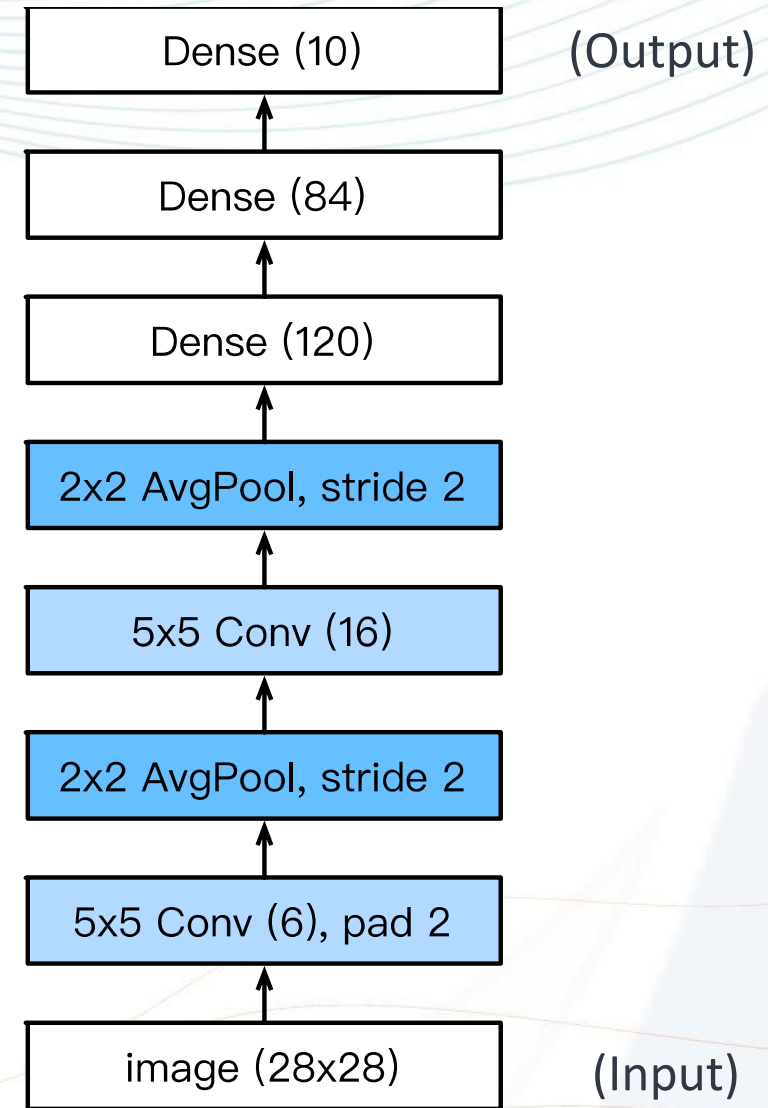 Dense (10)
(Output)
Dense (84)
Dense (120)
2x2 AvgPool, stride 2
5x5 Conv (16)
2x2 AvgPool, stride 2
5x5 Conv (6), pad 2
image (28x28)
(Input)